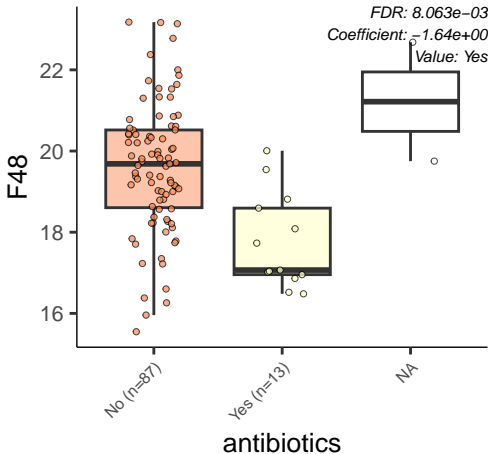 FDR: 8.063e−03
Coefficient: −1.64e+00
Value: Yes
22
20
18
16
F48
No (n=87)
Yes (n=13)
NA
antibiotics